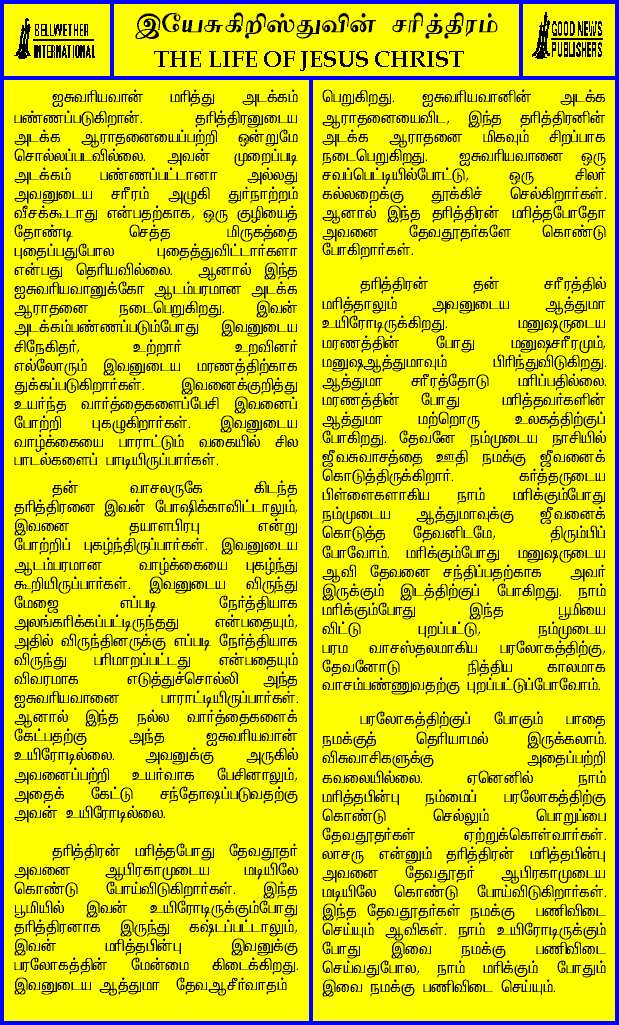 BELLWETHER
INTERNATIONAL
இயேசுகிறிஸ்துவின் சரித்திரம்
THE LIFE OF JESUS CHRIST
GOOD NEWS
PUBLISHERS
ஐசுவரியவான் மரித்து அடக்கம்
பண்ணப்படுகிறான். தரித்திரனுடைய
அடக்க ஆராதனையைப்பற்றி ஒன்றுமே
சொல்லப்படவில்லை. அவன் முறைப்படி
அடக்கம் பண்ணப்பட்டானா அல்லது
அவனுடைய சரீரம் அழுகி துர்நாற்றம்
வீசக்கூடாது என்பதற்காக, ஒரு குழியைத்
தோண்டி செத்த மிருகத்தை
புதைப்பதுபோல புதைத்துவிட்டார்களா
என்பது தெரியவில்லை. ஆனால் இந்த
ஐசுவரியவானுக்கோ ஆடம்பரமான அடக்க
ஆராதனை நடைபெறுகிறது. இவன்
அடக்கம்பண்ணப்படும்போது இவனுடைய
சிநேகிதர், உற்றார் உறவினர்
எல்லோரும் இவனுடைய மரணத்திற்காக
துக்கப்படுகிறார்கள். இவனைக்குறித்து
உயர்ந்த வார்த்தைகளைப்பேசி இவனைப்
போற்றி புகழுகிறார்கள். இவனுடைய
வாழ்க்கையை பாராட்டும் வகையில் சில
பாடல்களைப் பாடியிருப்பார்கள்.
தன் வாசலருகே கிடந்த
தரித்திரனை இவன் போஷிக்காவிட்டாலும்,
இவனை தயாளபிரபு என்று
போற்றிப் புகழ்ந்திருப்பார்கள். இவனுடைய
ஆடம்பரமான வாழ்க்கையை புகழ்ந்து
கூறியிருப்பார்கள். இவனுடைய விருந்து
மேஜை எப்படி நேர்த்தியாக
அலங்கரிக்கப்பட்டிருந்தது என்பதையும்,
அதில் விருந்தினருக்கு எப்படி நேர்த்தியாக
விருந்து பரிமாறப்பட்டது என்பதையும்
விவரமாக எடுத்துச்சொல்லி அந்த
ஐசுவரியவானை பாராட்டியிருப்பார்கள்.
ஆனால் இந்த நல்ல வார்த்தைகளைக்
கேட்பதற்கு அந்த ஐசுவரியவான்
உயிரோடில்லை. அவனுக்கு அருகில்
அவனைப்பற்றி உயர்வாக பேசினாலும்,
அதைக் கேட்டு சந்தோஷப்படுவதற்கு
அவன் உயிரோடில்லை.
தரித்திரன் மரித்தபோது தேவதூதர்
அவனை ஆபிரகாமுடைய மடியிலே
கொண்டு போய்விடுகிறார்கள். இந்த
பூமியில் இவன் உயிரோடிருக்கும்போது
தரித்திரனாக இருந்து கஷ்டப்பட்டாலும்,
இவன் மரித்தபின்பு இவனுக்கு
பரலோகத்தின் மேன்மை கிடைக்கிறது.
இவனுடைய ஆத்துமா தேவஆசீர்வாதம்
பெறுகிறது. ஐசுவரியவானின் அடக்க
ஆராதனையைவிட, இந்த தரித்திரனின்
அடக்க ஆராதனை மிகவும் சிறப்பாக
நடைபெறுகிறது. ஐசுவரியவானை ஒரு
சவப்பெட்டியில்போட்டு, ஒரு சிலர்
கல்லறைக்கு தூக்கிச் செல்கிறார்கள்.
ஆனால் இந்த தரித்திரன் மரித்தபோதோ
அவனை தேவதூதர்களே கொண்டு
போகிறார்கள்.
தரித்திரன் தன் சரீரத்தில்
மரித்தாலும் அவனுடைய ஆத்துமா
உயிரோடிருக்கிறது. மனுஷருடைய
மரணத்தின் போது மனுஷசரீரமும்,
மனுஷஆத்துமாவும் பிரிந்துவிடுகிறது.
ஆத்துமா சரீரத்தோடு மரிப்பதில்லை.
மரணத்தின் போது மரித்தவர்களின்
ஆத்துமா மற்றொரு உலகத்திற்குப்
போகிறது. தேவனே நம்முடைய நாசியில்
ஜீவசுவாசத்தை ஊதி நமக்கு ஜீவனைக்
கொடுத்திருக்கிறார். கர்த்தருடைய
பிள்ளைகளாகிய நாம் மரிக்கும்போது
நம்முடைய ஆத்துமாவுக்கு ஜீவனைக்
கொடுத்த தேவனிடமே, திரும்பிப்
போவோம். மரிக்கும்போது மனுஷருடைய
ஆவி தேவனை சந்திப்பதற்காக அவர்
இருக்கும் இடத்திற்குப் போகிறது. நாம்
மரிக்கும்போது இந்த பூமியை
விட்டு புறப்பட்டு, நம்முடைய
பரம வாசஸ்தலமாகிய பரலோகத்திற்கு,
தேவனோடு நித்திய காலமாக
வாசம்பண்ணுவதற்கு புறப்பட்டுப்போவோம்.
பரலோகத்திற்குப் போகும் பாதை
நமக்குத் தெரியாமல் இருக்கலாம்.
விசுவாசிகளுக்கு அதைப்பற்றி
கவலையில்லை. ஏனெனில் நாம்
மரித்தபின்பு நம்மைப் பரலோகத்திற்கு
கொண்டு செல்லும் பொறுப்பை
தேவதூதர்கள் ஏற்றுக்கொள்வார்கள்.
லாசரு என்னும் தரித்திரன் மரித்தபின்பு
அவனை தேவதூதர் ஆபிரகாமுடைய
மடியிலே கொண்டு போய்விடுகிறார்கள்.
இந்த தேவதூதர்கள் நமக்கு பணிவிடை
செய்யும் ஆவிகள். நாம் உயிரோடிருக்கும்
போது இவை நமக்கு பணிவிடை
செய்வதுபோல, நாம் மரிக்கும் போதும்
இவை நமக்கு பணிவிடை செய்யும்.